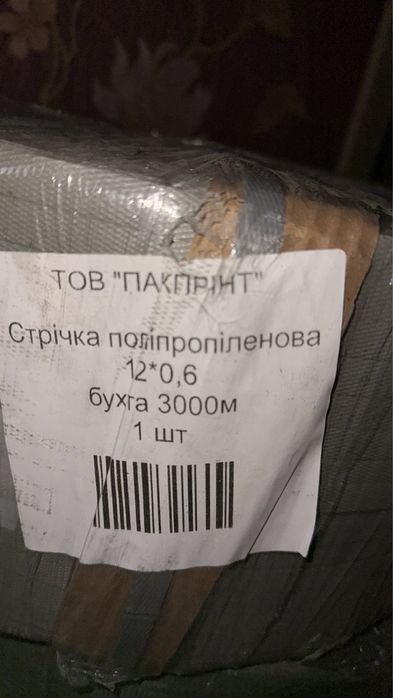 ТОВ "ПАКПРІНТ"
Стрічка поліпропіленова
12*0,6
бухта 3000м
1 шт